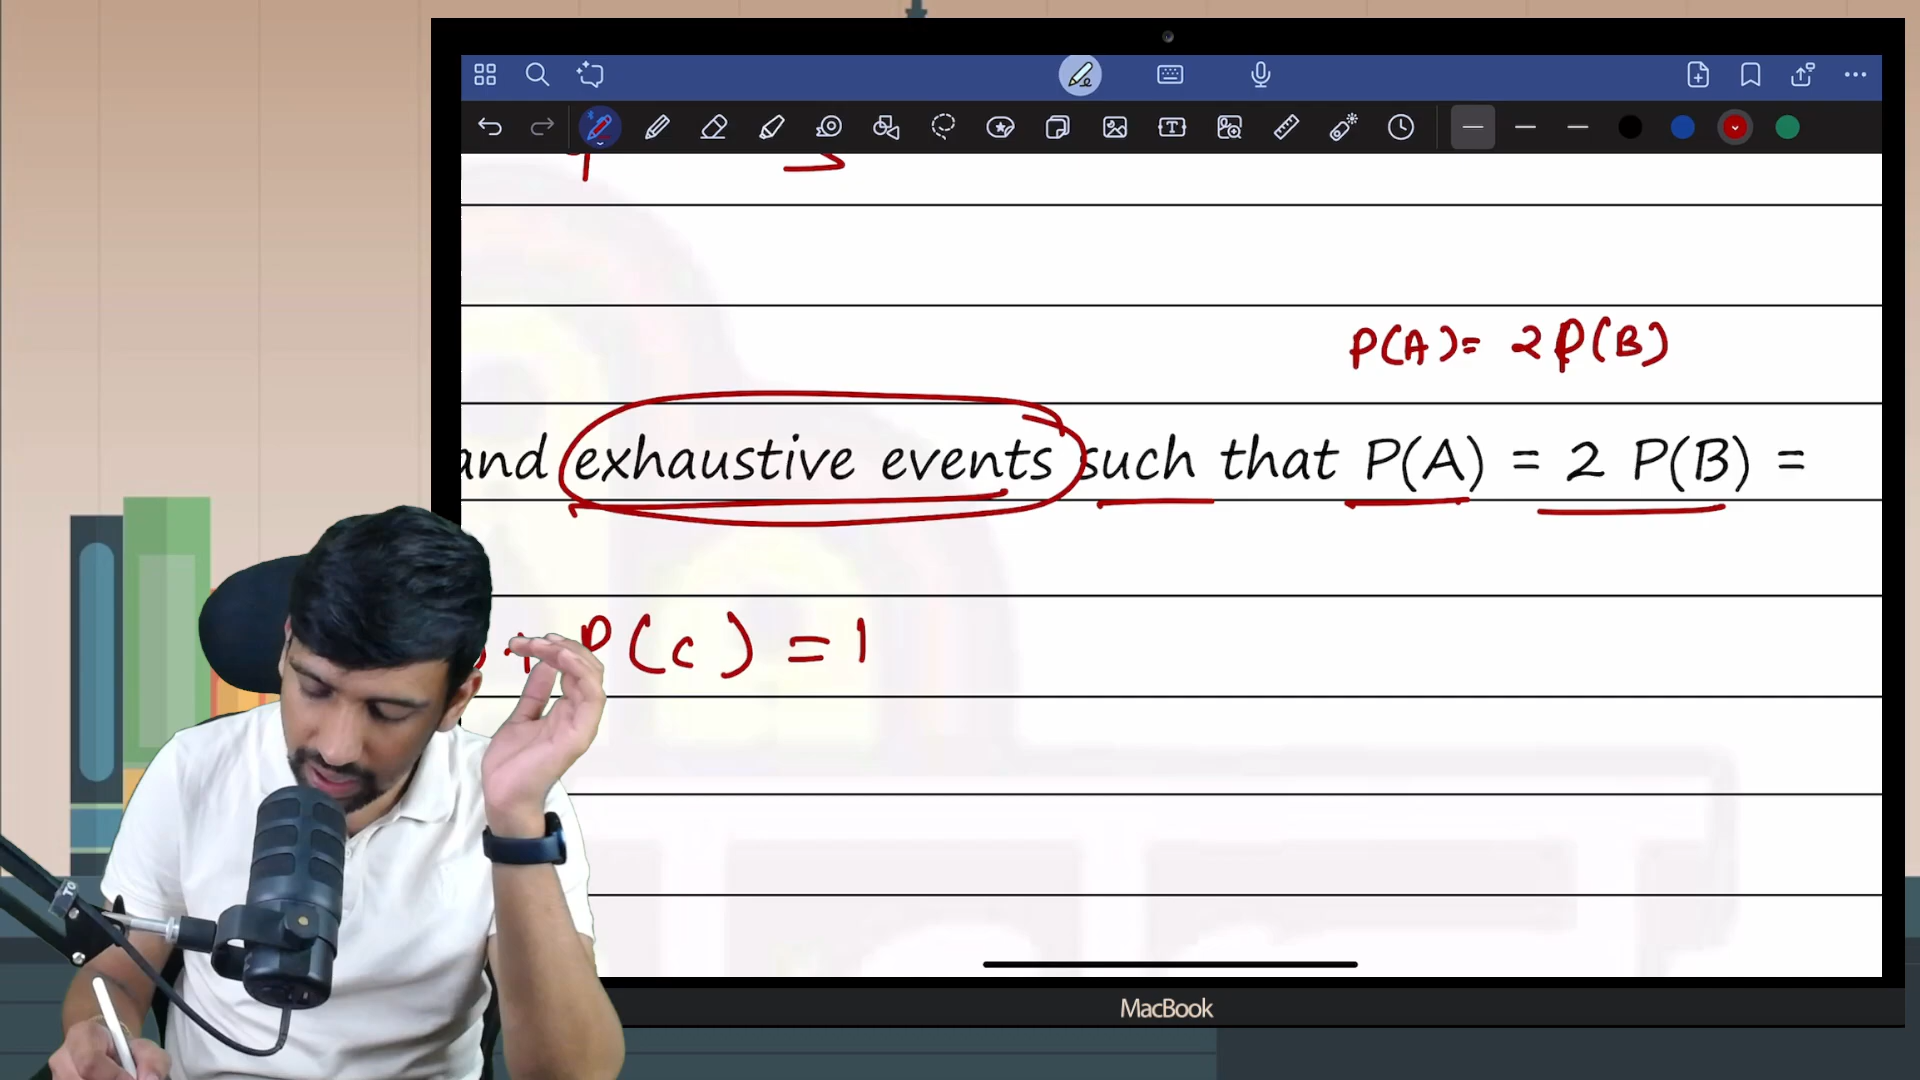 P(A)= 2P(B)
and exhaustive events such that P(A) = 2 P(B) =
+ P(c) = 1
MacBook